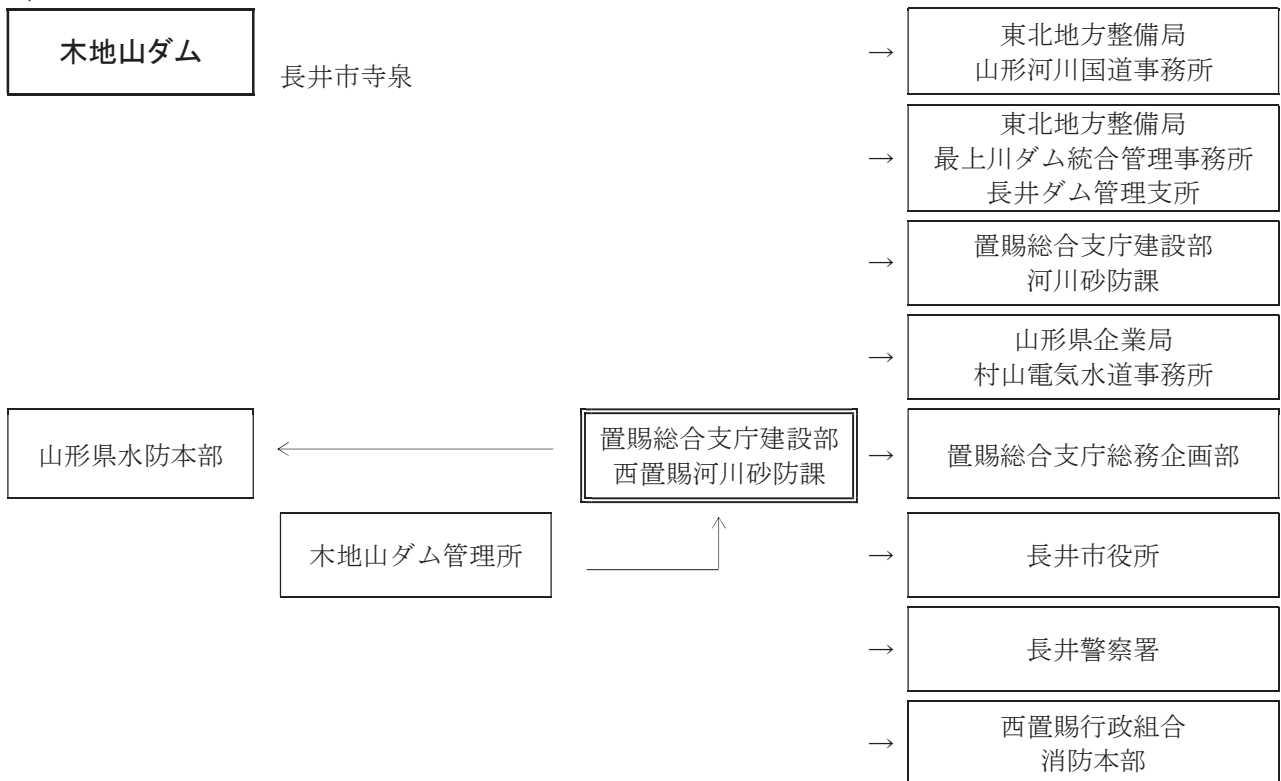 木地山ダム
長井市寺泉
→
東北地方整備局
山形河川国道事務所
→
東北地方整備局
最上川ダム統合管理事務所
長井ダム管理支所
→
置賜総合支庁建設部
河川砂防課
→
山形県企業局
村山電気水道事務所
山形県水防本部
置賜総合支庁建設部
西置賜河川砂防課
→
置賜総合支庁総務企画部
木地山ダム管理所
→
長井市役所
→
長井警察署
→
西置賜行政組合
消防本部